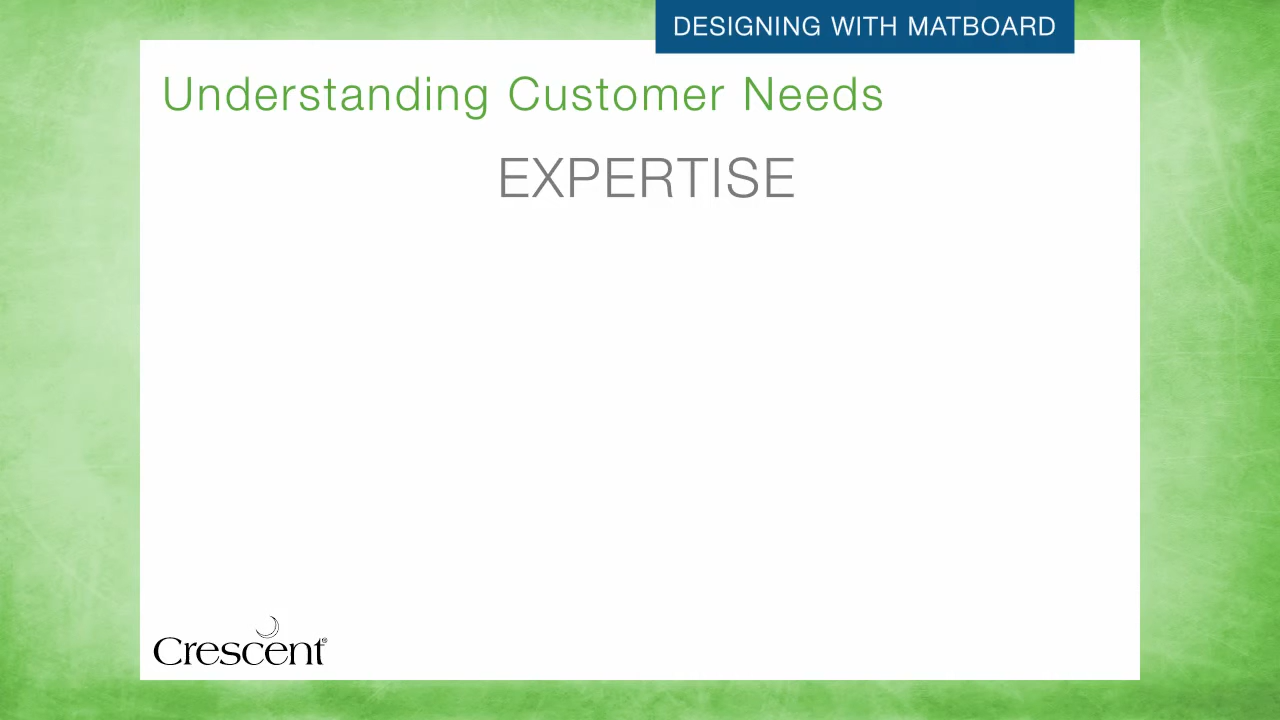 DESIGNING WITH MATBOARD
Understanding Customer Needs
EXPERTISE
Crescent®